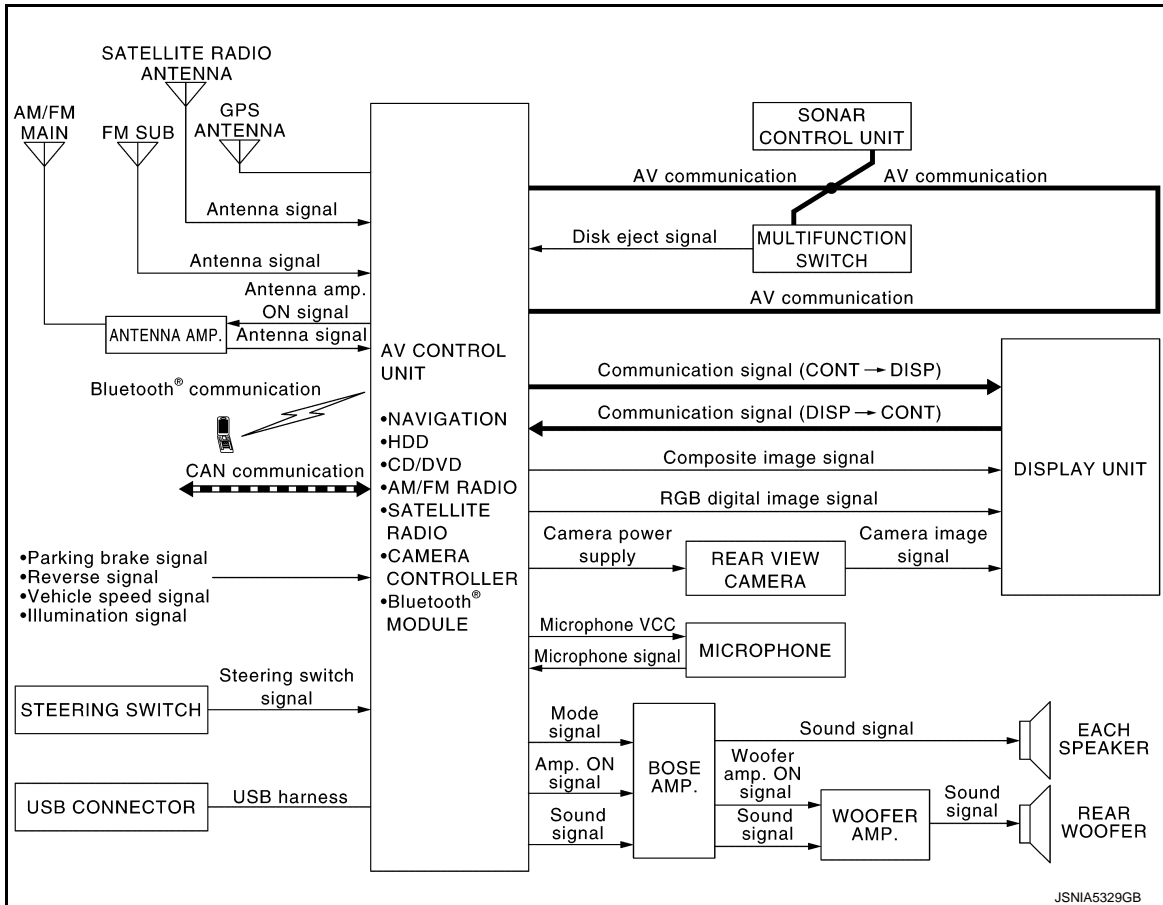 SATELLITE RADIO
ANTENNA
AM/FM
MAIN
FM SUB
GPS
ANTENNA
Antenna signal
Antenna signal
Antenna amp.
ON signal
ANTENNA AMP.
Antenna signal
Bluetooth® communication
CAN communication
•Parking brake signal
•Reverse signal
•Vehicle speed signal
•Illumination signal
Steering switch
signal
STEERING SWITCH
USB CONNECTOR
USB harness
AV CONTROL
UNIT
•NAVIGATION
•HDD
•CD/DVD
•AM/FM RADIO
•SATELLITE
RADIO
•CAMERA
CONTROLLER
•Bluetooth®
MODULE
SONAR
CONTROL UNIT
AV communication
AV communication
Disk eject signal
MULTIFUNCTION
SWITCH
AV communication
Communication signal (CONT → DISP)
Communication signal (DISP → CONT)
Composite image signal
RGB digital image signal
DISPLAY UNIT
Camera power
supply
REAR VIEW
CAMERA
Camera image
signal
Microphone VCC
Microphone signal
MICROPHONE
Mode
signal
Amp. ON
signal
Sound
signal
BOSE
AMP.
Sound signal
EACH
SPEAKER
Woofer
amp. ON
signal
Sound
signal
WOOFER
AMP.
Sound
signal
REAR
WOOFER
JSNIA5329GB